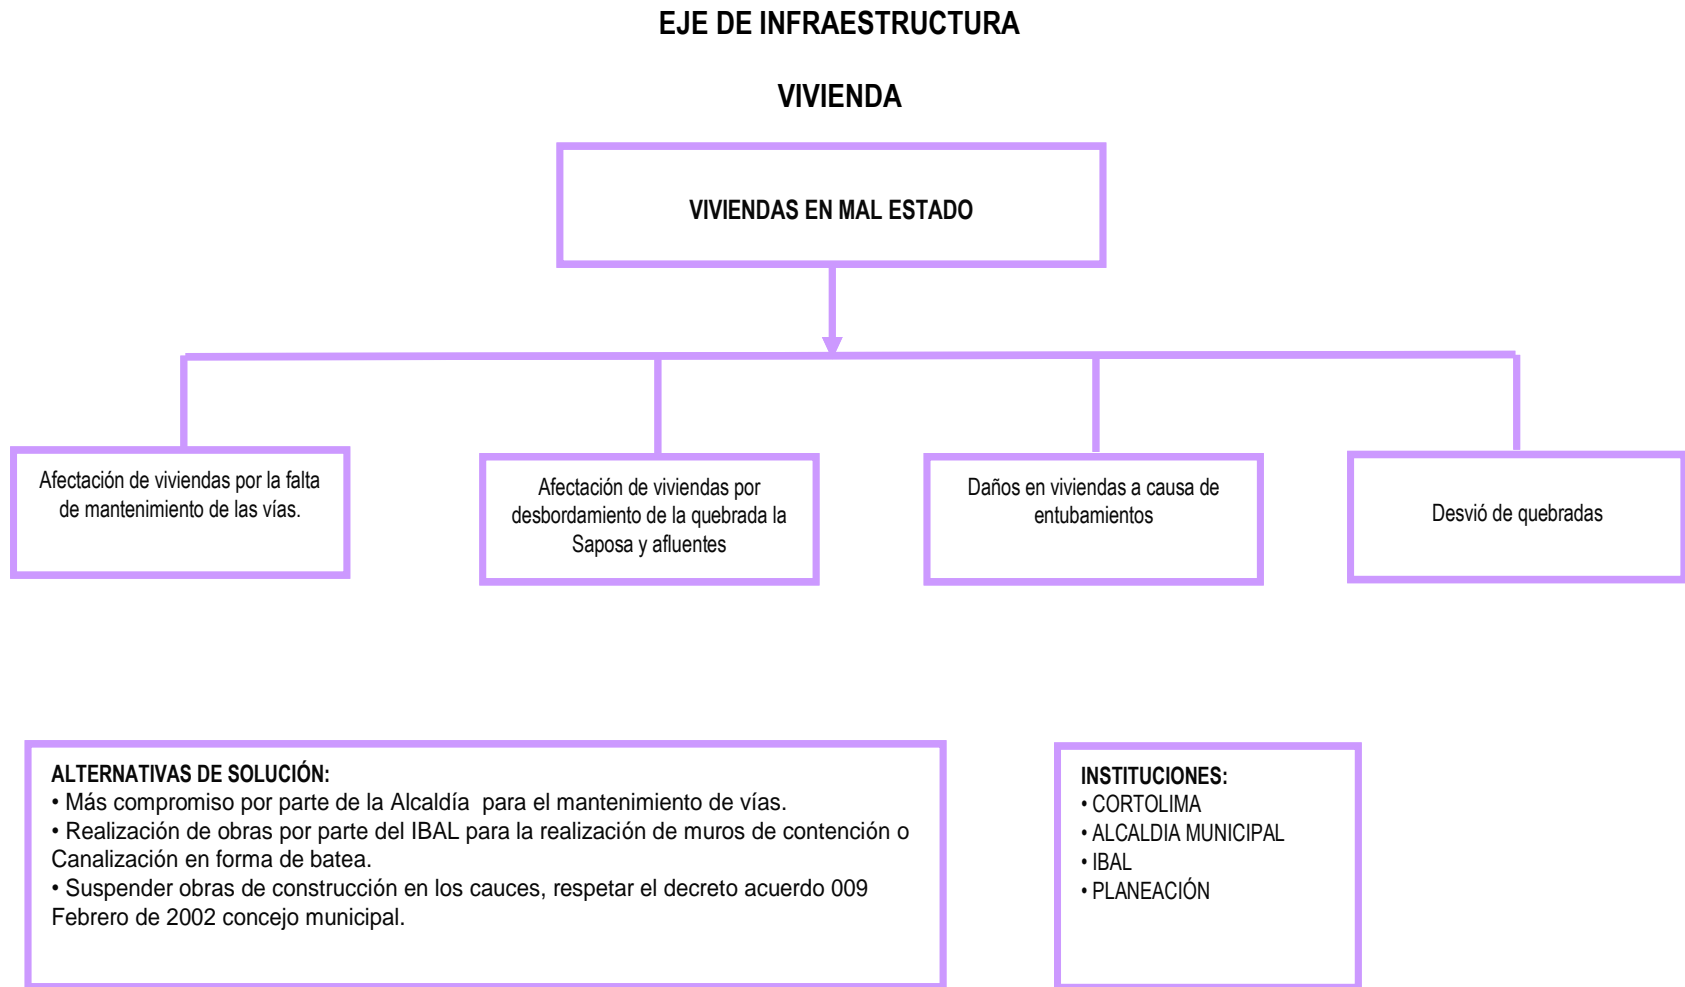 EJE DE INFRAESTRUCTURA
VIVIENDA
VIVIENDAS EN MAL ESTADO
Afectación de viviendas por la falta
de mantenimiento de las vías.
Afectación de viviendas por
desbordamiento de la quebrada la
Saposa y afluentes
Daños en viviendas a causa de
entubamientos
Desvió de quebradas
ALTERNATIVAS DE SOLUCIÓN:
• Más compromiso por parte de la Alcaldía  para el mantenimiento de vías.
• Realización de obras por parte del IBAL para la realización de muros de contención o
Canalización en forma de batea.
• Suspender obras de construcción en los cauces, respetar el decreto acuerdo 009
Febrero de 2002 concejo municipal.
INSTITUCIONES:
• CORTOLIMA
• ALCALDIA MUNICIPAL
• IBAL
• PLANEACIÓN